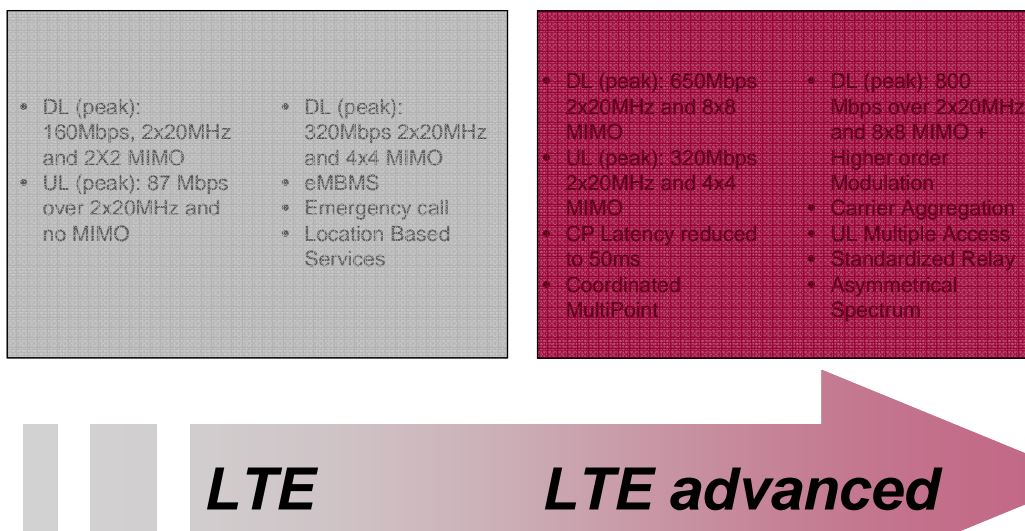 • DL (peak):
160Mbps, 2x20MHz
and 2X2 MIMO
• UL (peak): 87 Mbps
over 2x20MHz and
no MIMO
• DL (peak):
320Mbps 2x20MHz
and 4x4 MIMO
• eMBMS
• Emergency call
• Location Based
Services
• DL (peak): 650Mbps
2x20MHz and 8x8
MIMO
• UL (peak): 320Mbps
2x20MHz and 4x4
MIMO
• CP Latency reduced
to 50ms
• Coordinated
MultiPoint
• DL (peak): 800
Mbps over 2x20MHz
and 8x8 MIMO +
Higher order
Modulation
• Carrier Aggregation
• UL Multiple Access
• Standardized Relay
• Asymmetrical
Spectrum
LTE
LTE advanced